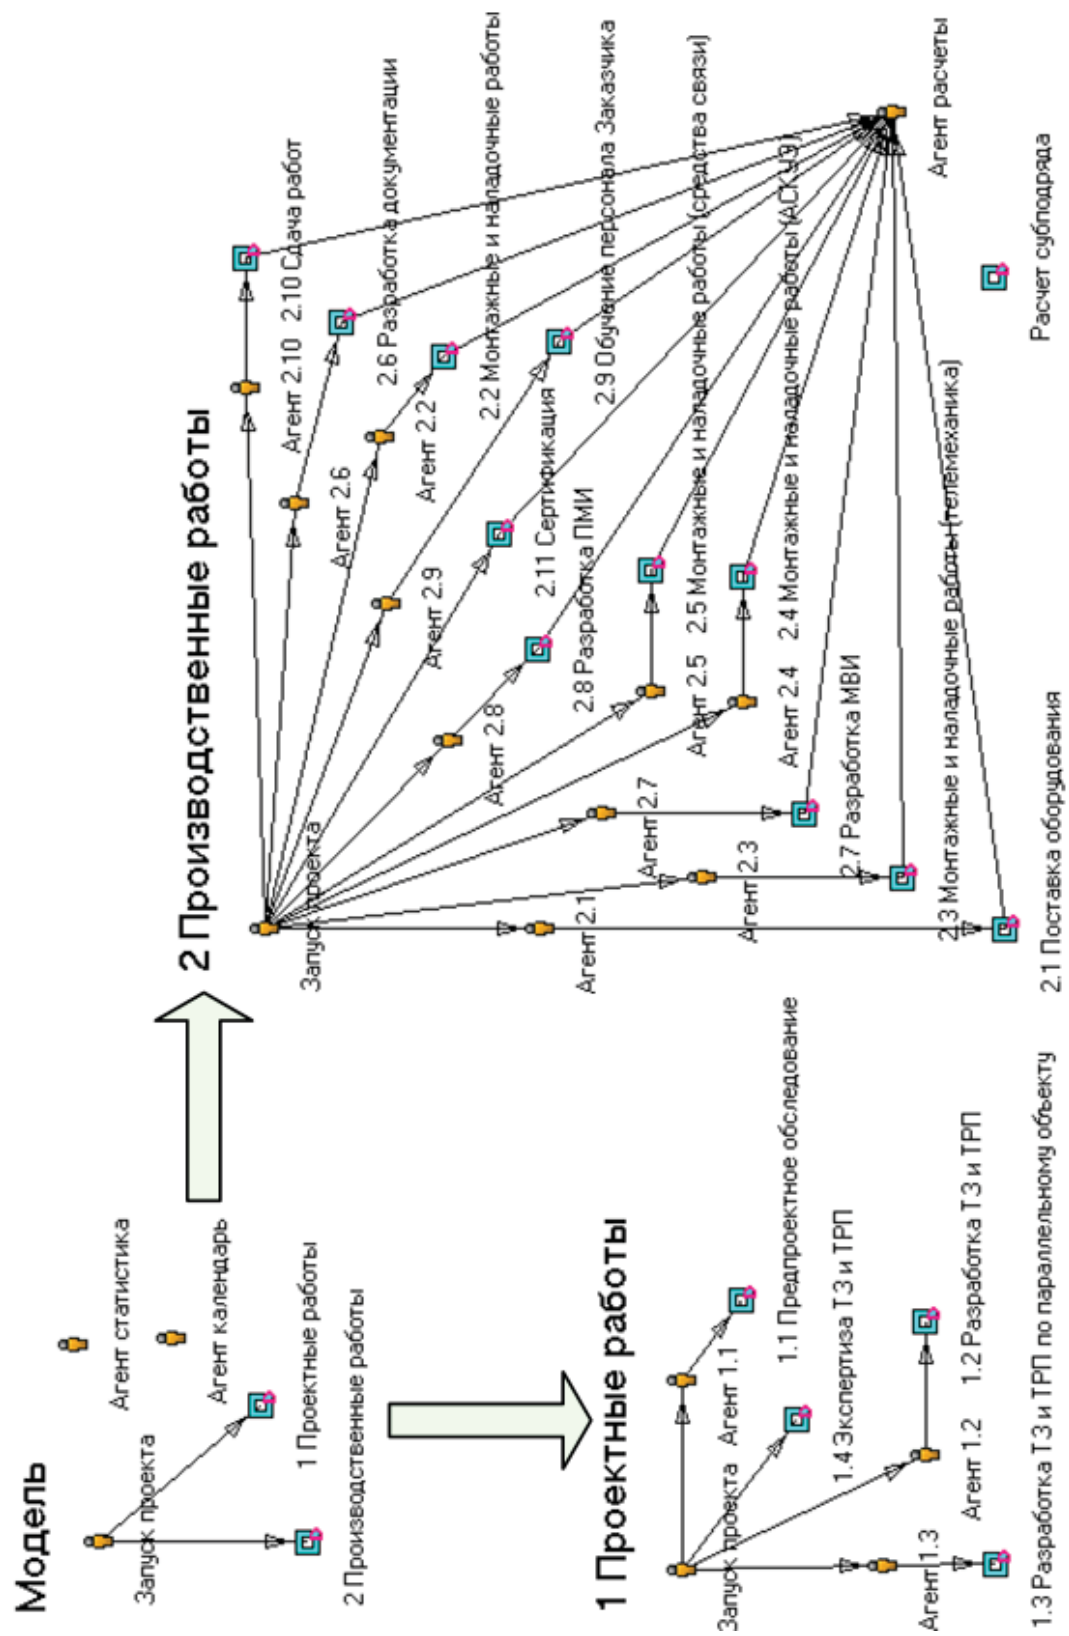 Модель
Агент статистика
Агент календарь
Запуск проекта
1 Проектные работы
2 Производственные работы
1 Проектные работы
Запуск проекта
Агент 1.1
1.1 Предпроектное обследование
1.4 Экспертиза ТЗ и ТРП
Агент 1.2
1.2 Разработка ТЗ и ТРП
Агент 1.3
1.3 Разработка ТЗ и ТРП по параллельному объекту
2 Производственные работы
Запуск проекта
Агент 2.10
2.10 Сдача работ
Агент 2.6
2.6 Разработка документации
Агент 2.2
2.2 Монтажные и наладочные работы
Агент 2.9
2.9 Обучение персонала Заказчика
2.11 Сертификация
Агент 2.8
2.8 Разработка ПМИ
Агент 2.5
2.5 Монтажные и наладочные работы (средства связи)
Агент 2.4
2.4 Монтажные и наладочные работы (АСКУЭ)
Агент 2.7
2.7 Разработка МВИ
Агент 2.3
2.3 Монтажные и наладочные работы (телемеханика)
Агент 2.1
2.1 Поставка оборудования
Агент расчеты
Расчет субподряда